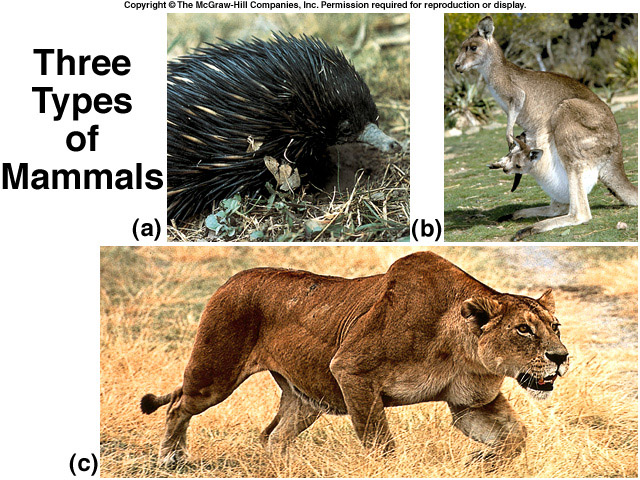 Copyright © The McGraw-Hill Companies, Inc. Permission required for reproduction or display.
Three
Types
of
Mammals
(a)
(b)
(c)